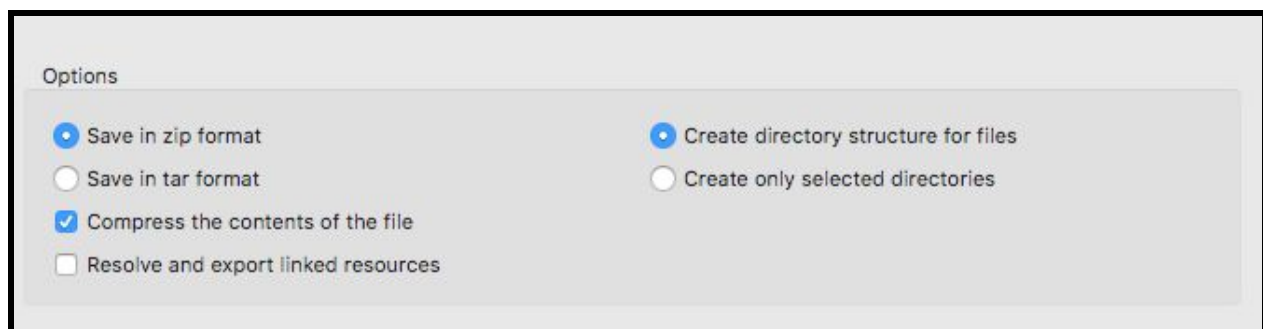 Options
Save in zip format
Save in tar format
Compress the contents of the file
Resolve and export linked resources
Create directory structure for files
Create only selected directories